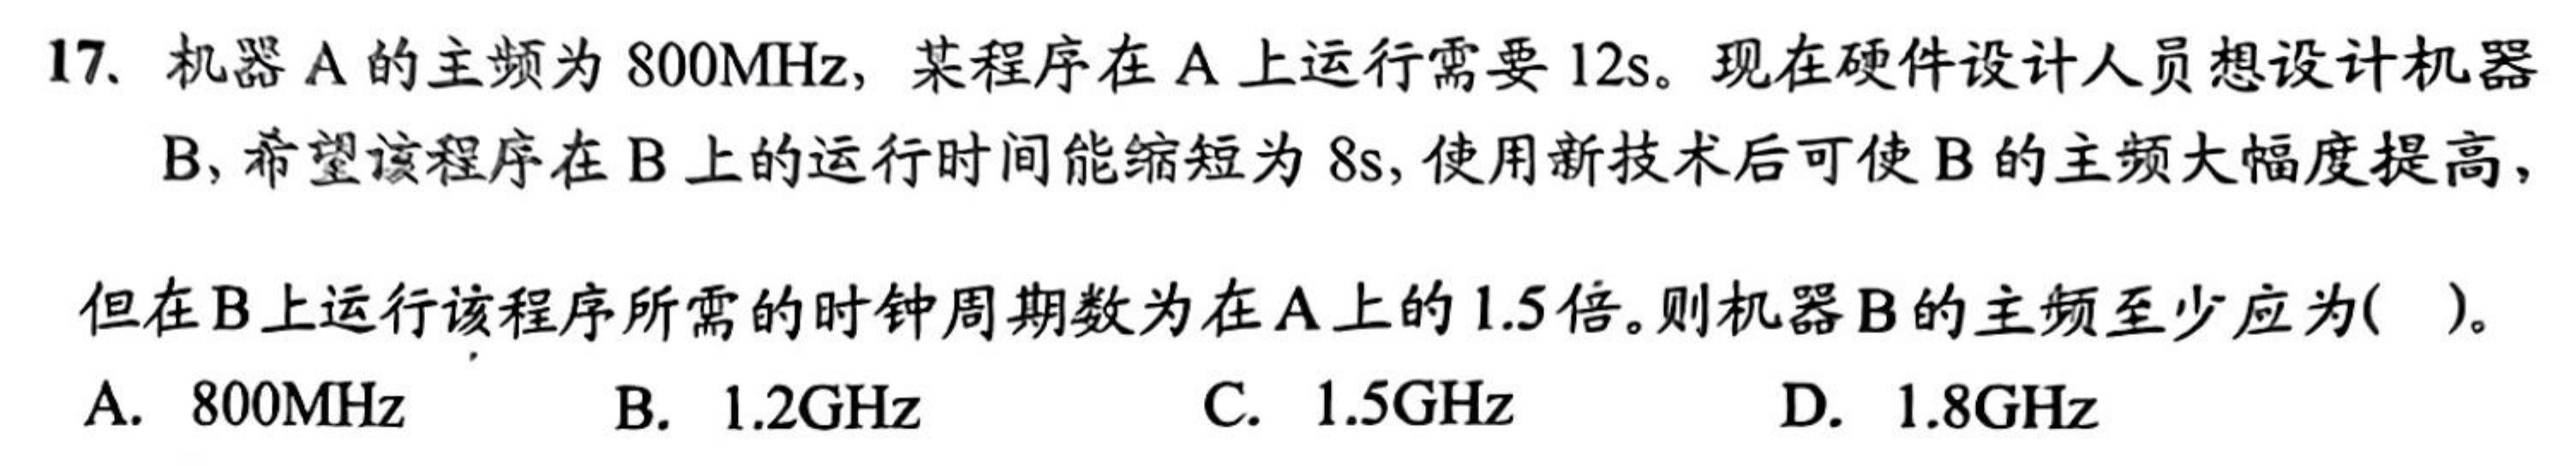 17. 机器 A 的主频为 800MHz, 某程序在 A 上运行需要 12s。现在硬件设计人员想设计机器
B, 希望该程序在 B 上的运行时间能缩短为 8s, 使用新技术后可使 B 的主频大幅度提高,
但在 B 上运行该程序所需的时钟周期数为在 A 上的 1.5 倍。则机器 B 的主频至少应为( )。
A. 800MHz B. 1.2GHz C. 1.5GHz D. 1.8GHz